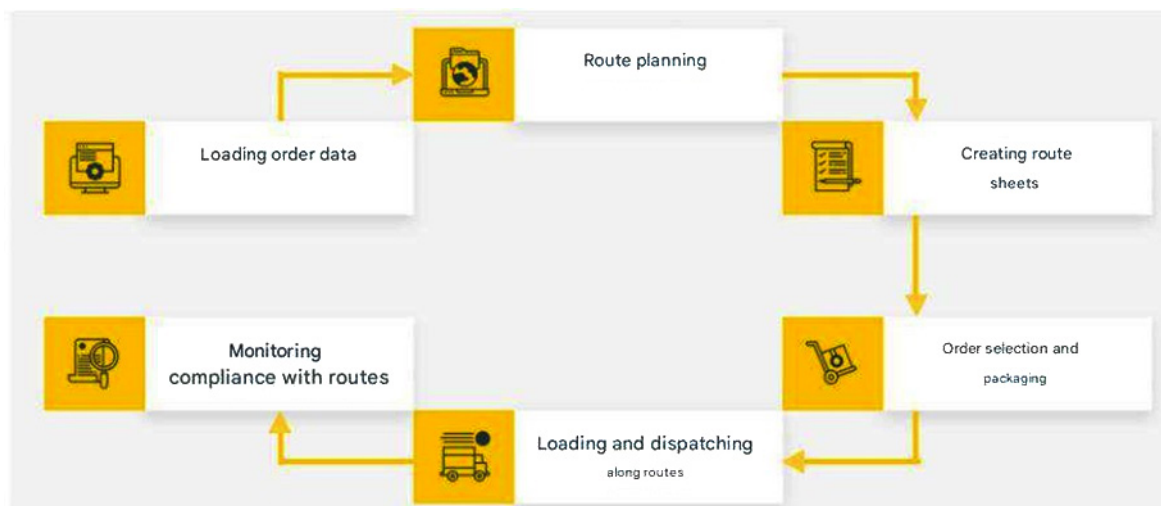 Route planning
Loading order data
Creating route
sheets
Order selection and
packaging
Loading and dispatching
along routes
Monitoring
compliance with routes